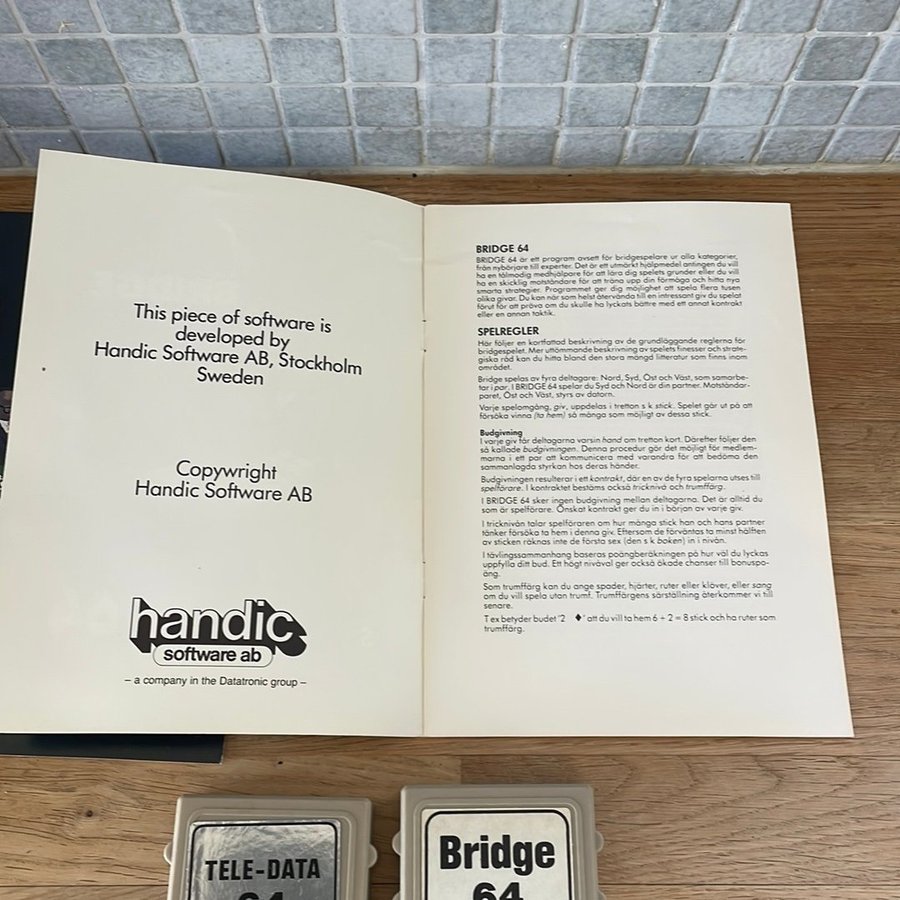 This piece of software is
developed by
Handic Software AB, Stockholm
Sweden
Copywright
Handic Software AB
handic
software ab
– a company in the Datatronic group –
BRIDGE 64
BRIDGE 64 är ett program avsett för bridgespelare ur alla kategorier,
från nybörjare till experter. Det är ett utmärkt hjälpmedel antingen du vill
ha en tålmodig medhjälpare för att lära dig spelets grunder eller du vill
ha en skicklig motståndare för att träna upp din förmåga och hitta nya
smarta strategier. Programmet ger dig möjlighet att spela flera tusen
olika givar. Du kan när som helst återvända till en intressant giv du spelat
förut för att pröva om du skulle ha lyckats bättre med ett annat kontrakt
eller en annan taktik.
SPELREGLER
Här följer en kortfattad beskrivning av de grundläggande reglerna för
bridgespelet. Mer uttömmande beskrivning av spelets finesser och strate-
giska råd kan du hitta bland den stora mängd litteratur som finns inom
området.
Bridge spelas av fyra deltagare: Nord, Syd, Öst och Väst, som samarbe-
tar i par. I BRIDGE 64 spelar du Syd och Nord är din partner. Motståndar-
paret, Öst och Väst, styrs av datorn.
Varje spelomgång, giv, uppdelas i tretton s k stick. Spelet går ut på att
försöka vinna (ta hem) så många som möjligt av dessa stick.
Budgivning
I varje giv får deltagarna varsin hand om tretton kort. Därefter följer den
så kallade budgivningen. Denna procedur gör det möjligt för medlem-
marna i ett par att kommunicera med varandra för att bedöma den
sammanlagda styrkan hos deras händer.
Budgivningen resulterar i ett kontrakt, där en av de fyra spelarna utses till
spelförare. I kontraktet bestäms också tricknivå och trumffärg.
I BRIDGE 64 sker ingen budgivning mellan deltagarna. Det är alltid du
som är spelförare. Önskat kontrakt ger du in i början av varje giv.
I tricknivån talar spelföraren om hur många stick han och hans partner
tänker försöka ta hem i denna giv. Eftersom de förväntas ta minst hälften
av sticken räknas inte de första sex (den s k boken) in i nivån.
I tävlingssammanhang baseras poängberäkningen på hur väl du lyckas
uppfylla ditt bud. Ett högt nivåval ger också ökade chanser till bonuspo-
äng.
Som trumffärg kan du ange spader, hjärter, ruter eller klöver, eller sang
om du vill spela utan trumf. Trumffärgens särställning återkommer vi till
senare.
T ex betyder budet "2 ♦" att du vill ta hem 6 + 2 = 8 stick och ha ruter som
trumffärg.
TELE-DATA
64
Bridge
64